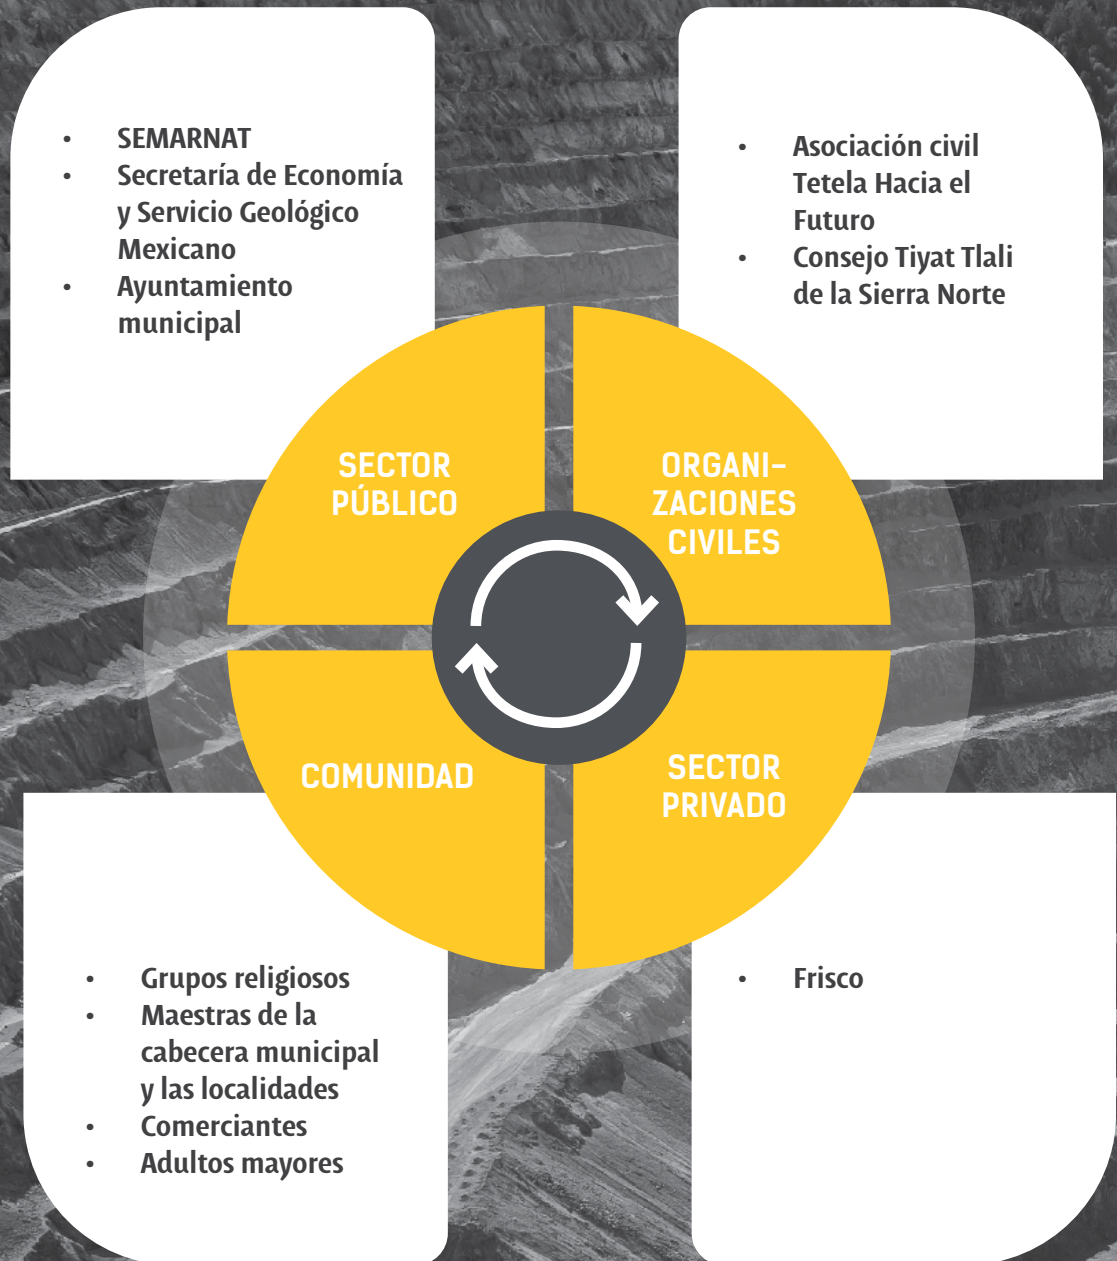 • SEMARNAT
• Secretaría de Economía
y Servicio Geológico
Mexicano
• Ayuntamiento
municipal
• Asociación civil
Tetela Hacia el
Futuro
• Consejo Tiyat Tlali
de la Sierra Norte
SECTOR
PÚBLICO
ORGANI-
ZACIONES
CIVILES
COMUNIDAD
SECTOR
PRIVADO
• Grupos religiosos
• Maestras de la
cabecera municipal
y las localidades
• Comerciantes
• Adultos mayores
• Frisco